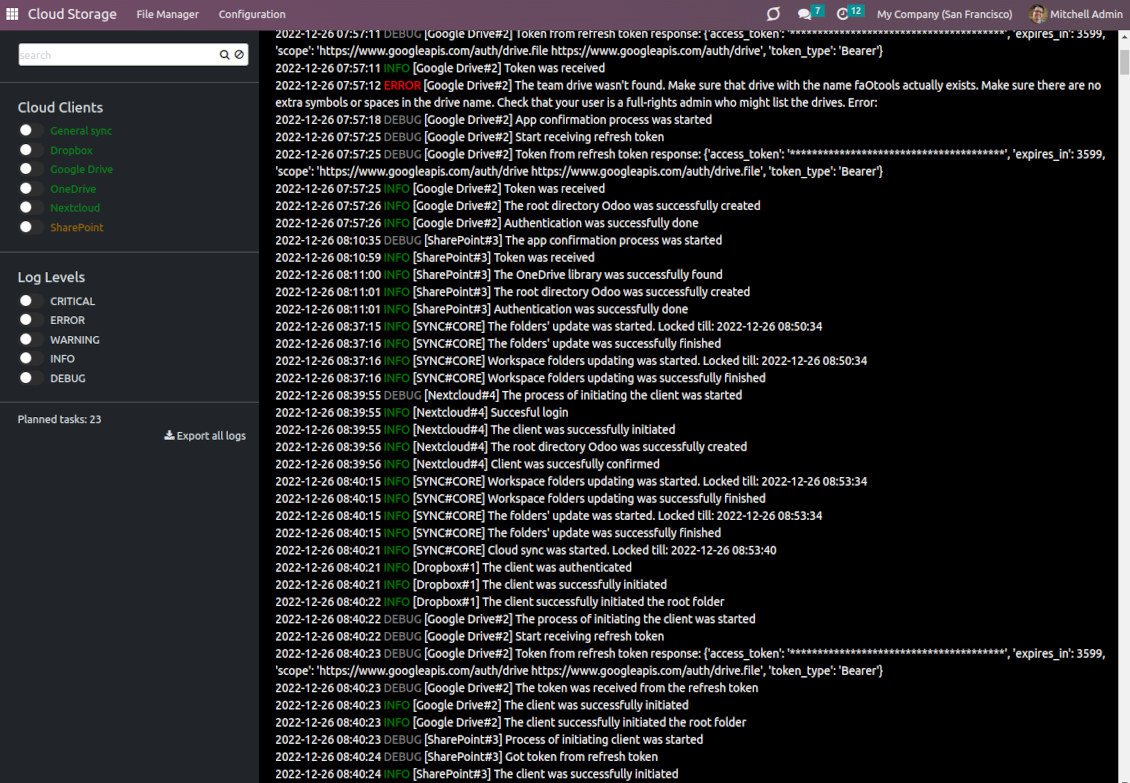 Cloud Storage File Manager Configuration 7 12 My Company (San Francisco) Mitchell Admin
search
Cloud Clients
General sync
Dropbox
Google Drive
OneDrive
Nextcloud
SharePoint
Log Levels
CRITICAL
ERROR
WARNING
INFO
DEBUG
Planned tasks: 23
Export all logs
2022-12-26 07:57:11 DEBUG [Google Drive#2] Token from refresh token response: {'access_token': '****************************************', 'expires_in': 3599,
'scope': 'https://www.googleapis.com/auth/drive.file https://www.googleapis.com/auth/drive', 'token_type': 'Bearer'}
2022-12-26 07:57:11 INFO [Google Drive#2] Token was received
2022-12-26 07:57:12 ERROR [Google Drive#2] The team drive wasn't found. Make sure that drive with the name faOtools actually exists. Make sure there are no
extra symbols or spaces in the drive name. Check that your user is a full-rights admin who might list the drives. Error:
2022-12-26 07:57:18 DEBUG [Google Drive#2] App confirmation process was started
2022-12-26 07:57:25 DEBUG [Google Drive#2] Start receiving refresh token
2022-12-26 07:57:25 DEBUG [Google Drive#2] Token from refresh token response: {'access_token': '****************************************', 'expires_in': 3599,
'scope': 'https://www.googleapis.com/auth/drive https://www.googleapis.com/auth/drive.file', 'token_type': 'Bearer'}
2022-12-26 07:57:25 INFO [Google Drive#2] Token was received
2022-12-26 07:57:26 INFO [Google Drive#2] The root directory Odoo was successfully created
2022-12-26 07:57:26 INFO [Google Drive#2] Authentication was successfully done
2022-12-26 08:10:35 DEBUG [SharePoint#3] The app confirmation process was started
2022-12-26 08:10:59 INFO [SharePoint#3] Token was received
2022-12-26 08:11:00 INFO [SharePoint#3] The OneDrive library was successfully found
2022-12-26 08:11:01 INFO [SharePoint#3] The root directory Odoo was successfully created
2022-12-26 08:11:01 INFO [SharePoint#3] Authentication was successfully done
2022-12-26 08:37:15 INFO [SYNC#CORE] The folders' update was started. Locked till: 2022-12-26 08:50:34
2022-12-26 08:37:16 INFO [SYNC#CORE] The folders' update was successfully finished
2022-12-26 08:37:16 INFO [SYNC#CORE] Workspace folders updating was started. Locked till: 2022-12-26 08:50:34
2022-12-26 08:37:16 INFO [SYNC#CORE] Workspace folders updating was successfully finished
2022-12-26 08:39:55 DEBUG [Nextcloud#4] The process of initiating the client was started
2022-12-26 08:39:55 INFO [Nextcloud#4] Succesful login
2022-12-26 08:39:55 INFO [Nextcloud#4] The client was successfully initiated
2022-12-26 08:39:56 INFO [Nextcloud#4] The root directory Odoo was successfully created
2022-12-26 08:39:56 INFO [Nextcloud#4] Client was succesfully confirmed
2022-12-26 08:40:15 INFO [SYNC#CORE] Workspace folders updating was started. Locked till: 2022-12-26 08:53:34
2022-12-26 08:40:15 INFO [SYNC#CORE] Workspace folders updating was successfully finished
2022-12-26 08:40:15 INFO [SYNC#CORE] The folders' update was started. Locked till: 2022-12-26 08:53:34
2022-12-26 08:40:15 INFO [SYNC#CORE] The folders' update was successfully finished
2022-12-26 08:40:21 INFO [SYNC#CORE] Cloud sync was started. Locked till: 2022-12-26 08:53:40
2022-12-26 08:40:21 INFO [Dropbox#1] The client was authenticated
2022-12-26 08:40:21 INFO [Dropbox#1] The client was successfully initiated
2022-12-26 08:40:22 INFO [Dropbox#1] The client successfully initiated the root folder
2022-12-26 08:40:22 DEBUG [Google Drive#2] The process of initiating the client was started
2022-12-26 08:40:22 DEBUG [Google Drive#2] Start receiving refresh token
2022-12-26 08:40:23 DEBUG [Google Drive#2] Token from refresh token response: {'access_token': '****************************************', 'expires_in': 3599,
'scope': 'https://www.googleapis.com/auth/drive https://www.googleapis.com/auth/drive.file', 'token_type': 'Bearer'}
2022-12-26 08:40:23 DEBUG [Google Drive#2] The token was received from the refresh token
2022-12-26 08:40:23 INFO [Google Drive#2] The client was successfully initiated
2022-12-26 08:40:23 INFO [Google Drive#2] The client successfully initiated the root folder
2022-12-26 08:40:23 DEBUG [SharePoint#3] Process of initiating client was started
2022-12-26 08:40:24 DEBUG [SharePoint#3] Got token from refresh token
2022-12-26 08:40:24 INFO [SharePoint#3] The client was successfully initiated